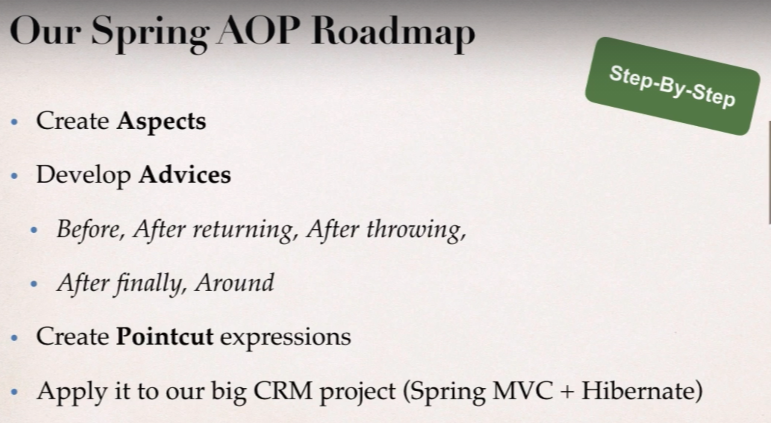 Our Spring AOP Roadmap
Step-By-Step
• Create Aspects
• Develop Advices
• Before, After returning, After throwing,
• After finally, Around
• Create Pointcut expressions
• Apply it to our big CRM project (Spring MVC + Hibernate)